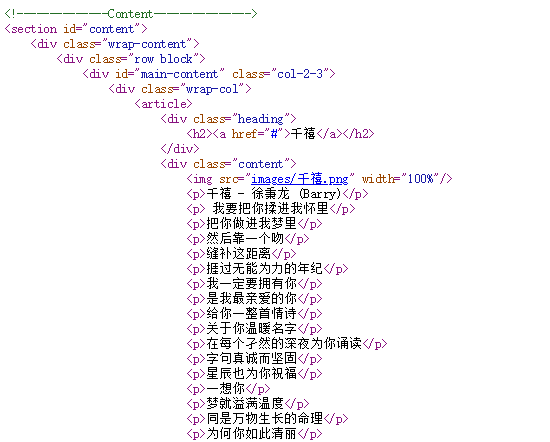 <!--------------Content--------------->
<section id="content">
<div class="wrap-content">
<div class="row block">
<div id="main-content" class="col-2-3">
<div class="wrap-col">
<article>
<div class="heading">
<h2><a href="#">千禧</a></h2>
</div>
<div class="content">
<img src="images/千禧.png" width="100%"/>
<p>千禧 - 徐秉龙 (Barry)</p>
<p> 我要把你揉进我怀里</p>
<p>把你做进我梦里</p>
<p>然后靠一个吻</p>
<p>缝补这距离</p>
<p>捱过无能为力的年纪</p>
<p>我一定要拥有你</p>
<p>是我最亲爱的你</p>
<p>给你一整首情诗</p>
<p>关于你温暖名字</p>
<p>在每个孑然的深夜为你诵读</p>
<p>字句真诚而坚固</p>
<p>星辰也为你祝福</p>
<p>一想你</p>
<p>梦就溢满温度</p>
<p>同是万物生长的命理</p>
<p>为何你如此清丽</p>